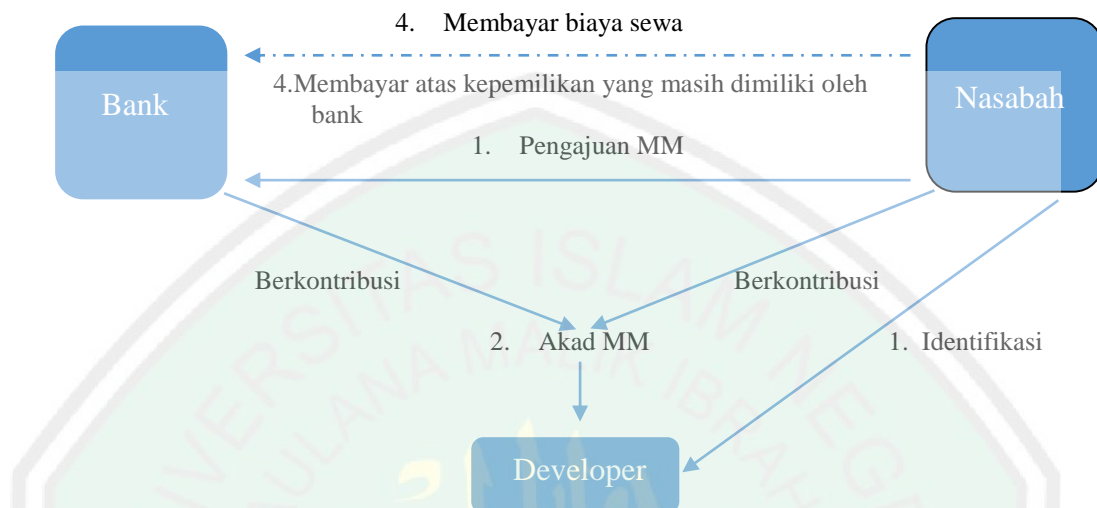 4. Membayar biaya sewa
4.Membayar atas kepemilikan yang masih dimiliki oleh
bank
Bank
Nasabah
1. Pengajuan MM
Berkontribusi
Berkontribusi
2. Akad MM
1. Identifikasi
Developer